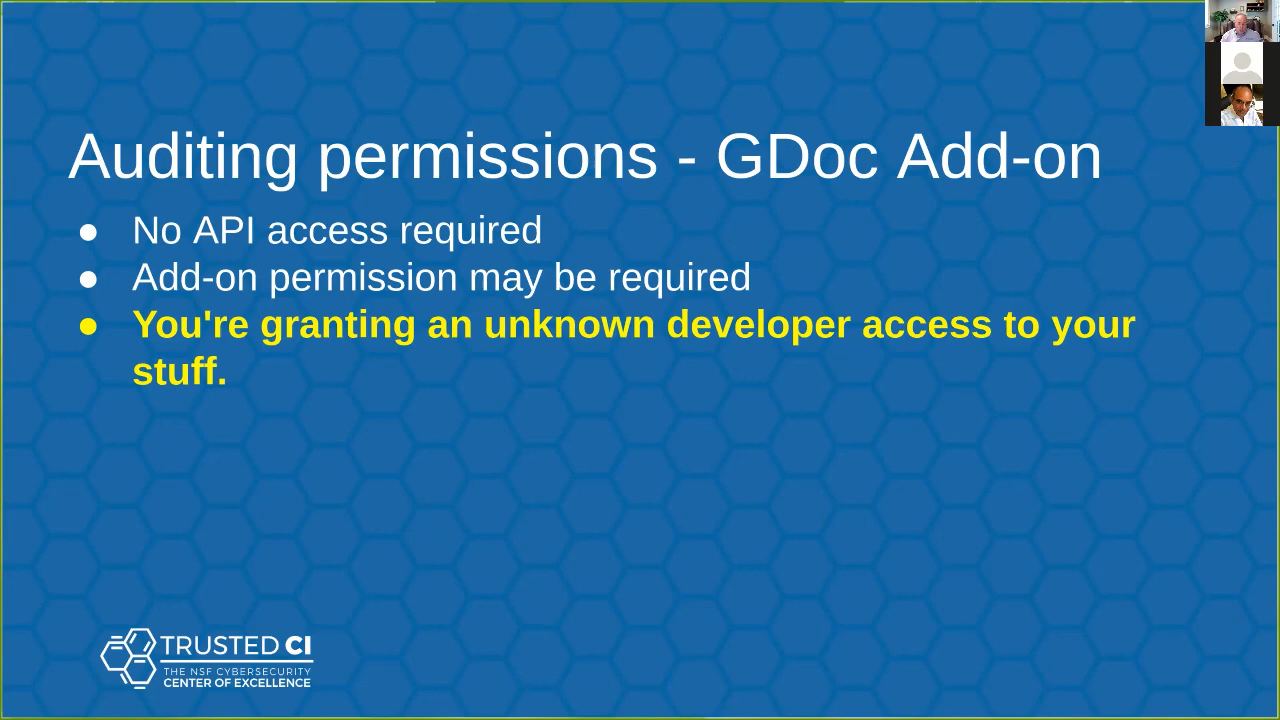 Auditing permissions - GDoc Add-on
● No API access required
● Add-on permission may be required
● You're granting an unknown developer access to your
stuff.
TRUSTED CI
THE NSF CYBERSECURITY
CENTER OF EXCELLENCE